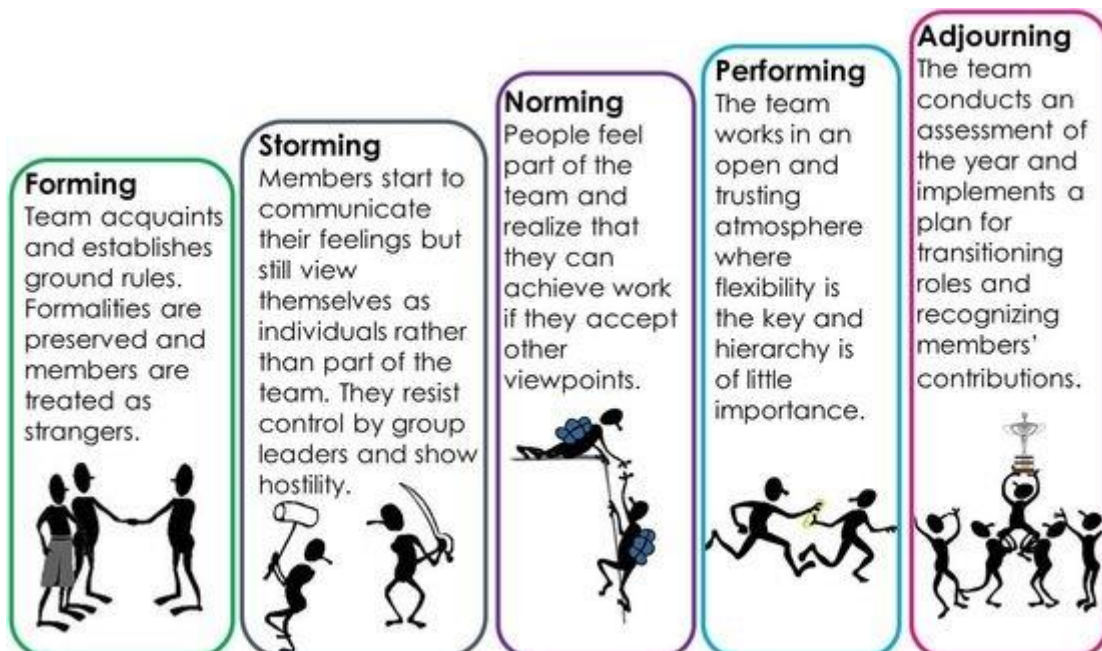 Forming
Team acquaints
and establishes
ground rules.
Formalities are
preserved and
members are
treated as
strangers.
Storming
Members start to
communicate
their feelings but
still view
themselves as
individuals rather
than part of the
team. They resist
control by group
leaders and show
hostility.
Norming
People feel
part of the
team and
realize that
they can
achieve work
if they accept
other
viewpoints.
Performing
The team
works in an
open and
trusting
atmosphere
where
flexibility is
the key and
hierarchy is
of little
importance.
Adjourning
The team
conducts an
assessment of
the year and
implements a
plan for
transitioning
roles and
recognizing
members'
contributions.